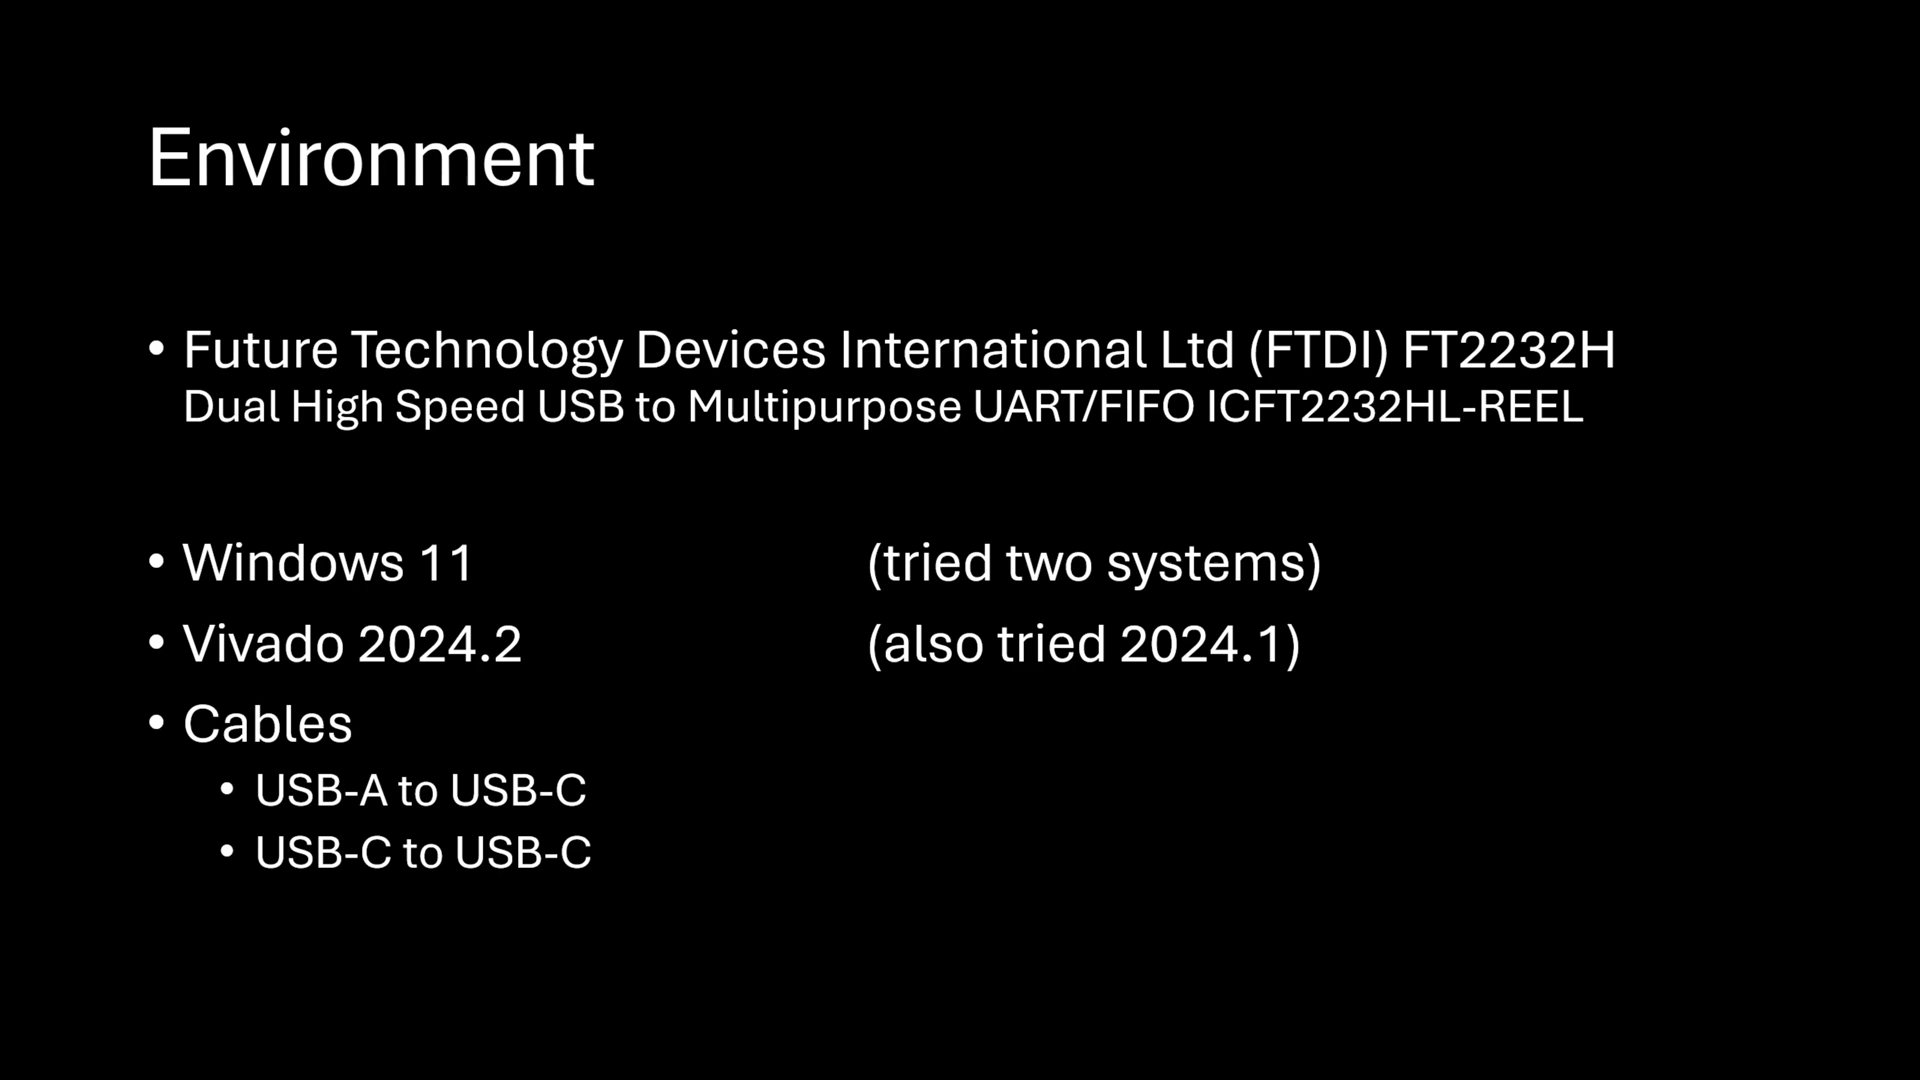 Environment
• Future Technology Devices International Ltd (FTDI) FT2232H
Dual High Speed USB to Multipurpose UART/FIFO ICFT2232HL-REEL
• Windows 11 (tried two systems)
• Vivado 2024.2 (also tried 2024.1)
• Cables
• USB-A to USB-C
• USB-C to USB-C